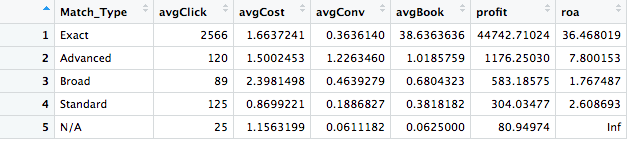 Match_Type avgClick avgCost avgConv avgBook profit roa
1 Exact 2566 1.6637241 0.3636140 38.6363636 44742.71024 36.468019
2 Advanced 120 1.5002453 1.2263460 1.0185759 1176.25030 7.800153
3 Broad 89 2.3981498 0.4639279 0.6804323 583.18575 1.767487
4 Standard 125 0.8699221 0.1886827 0.3818182 304.03477 2.608693
5 N/A 25 1.1563199 0.0611182 0.0625000 80.94974 Inf